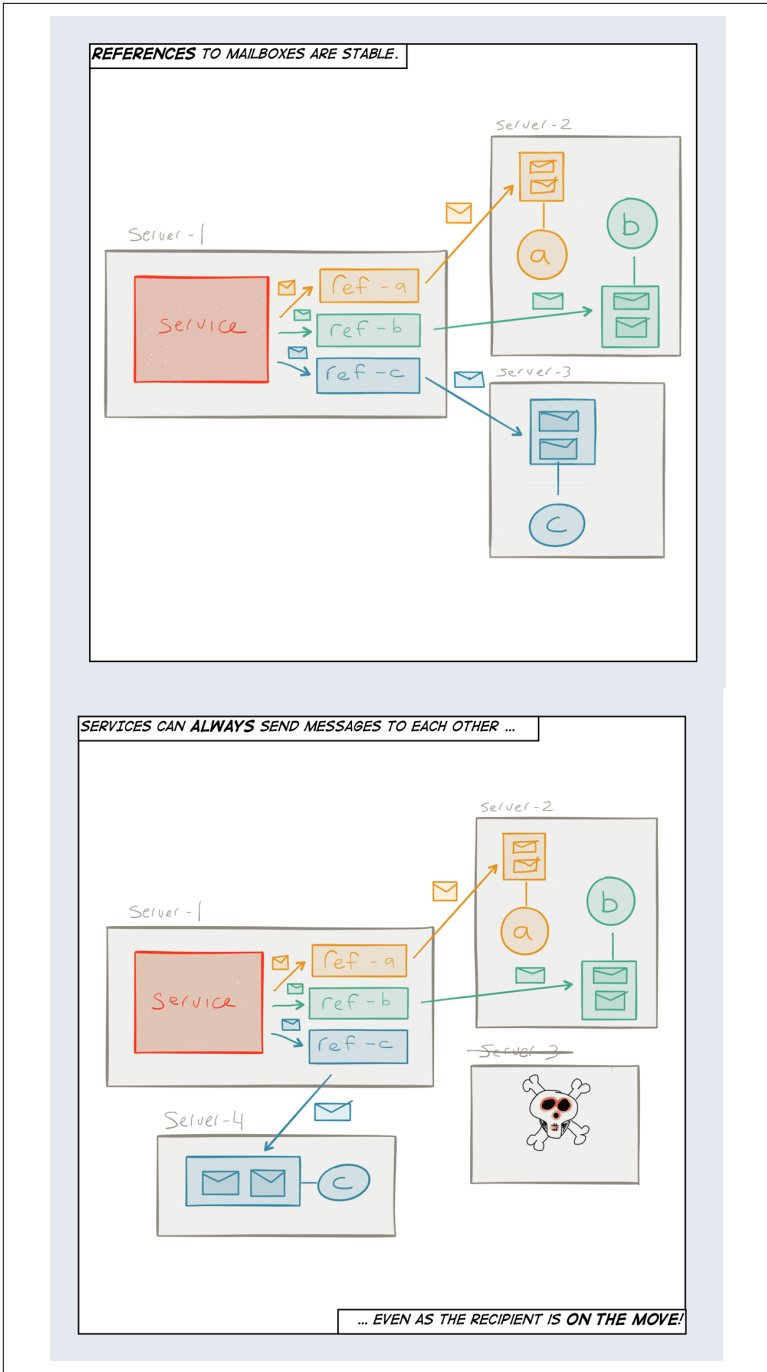 REFERENCES TO MAILBOXES ARE STABLE.
Server-2
b
a
Server-1
ref-a
service
ref-b
ref-c
Server-3
c
SERVICES CAN ALWAYS SEND MESSAGES TO EACH OTHER ...
Server-2
b
a
Server-1
ref-a
Service
ref-b
ref-c
Server-3
Server-4
c
... EVEN AS THE RECIPIENT IS ON THE MOVE!